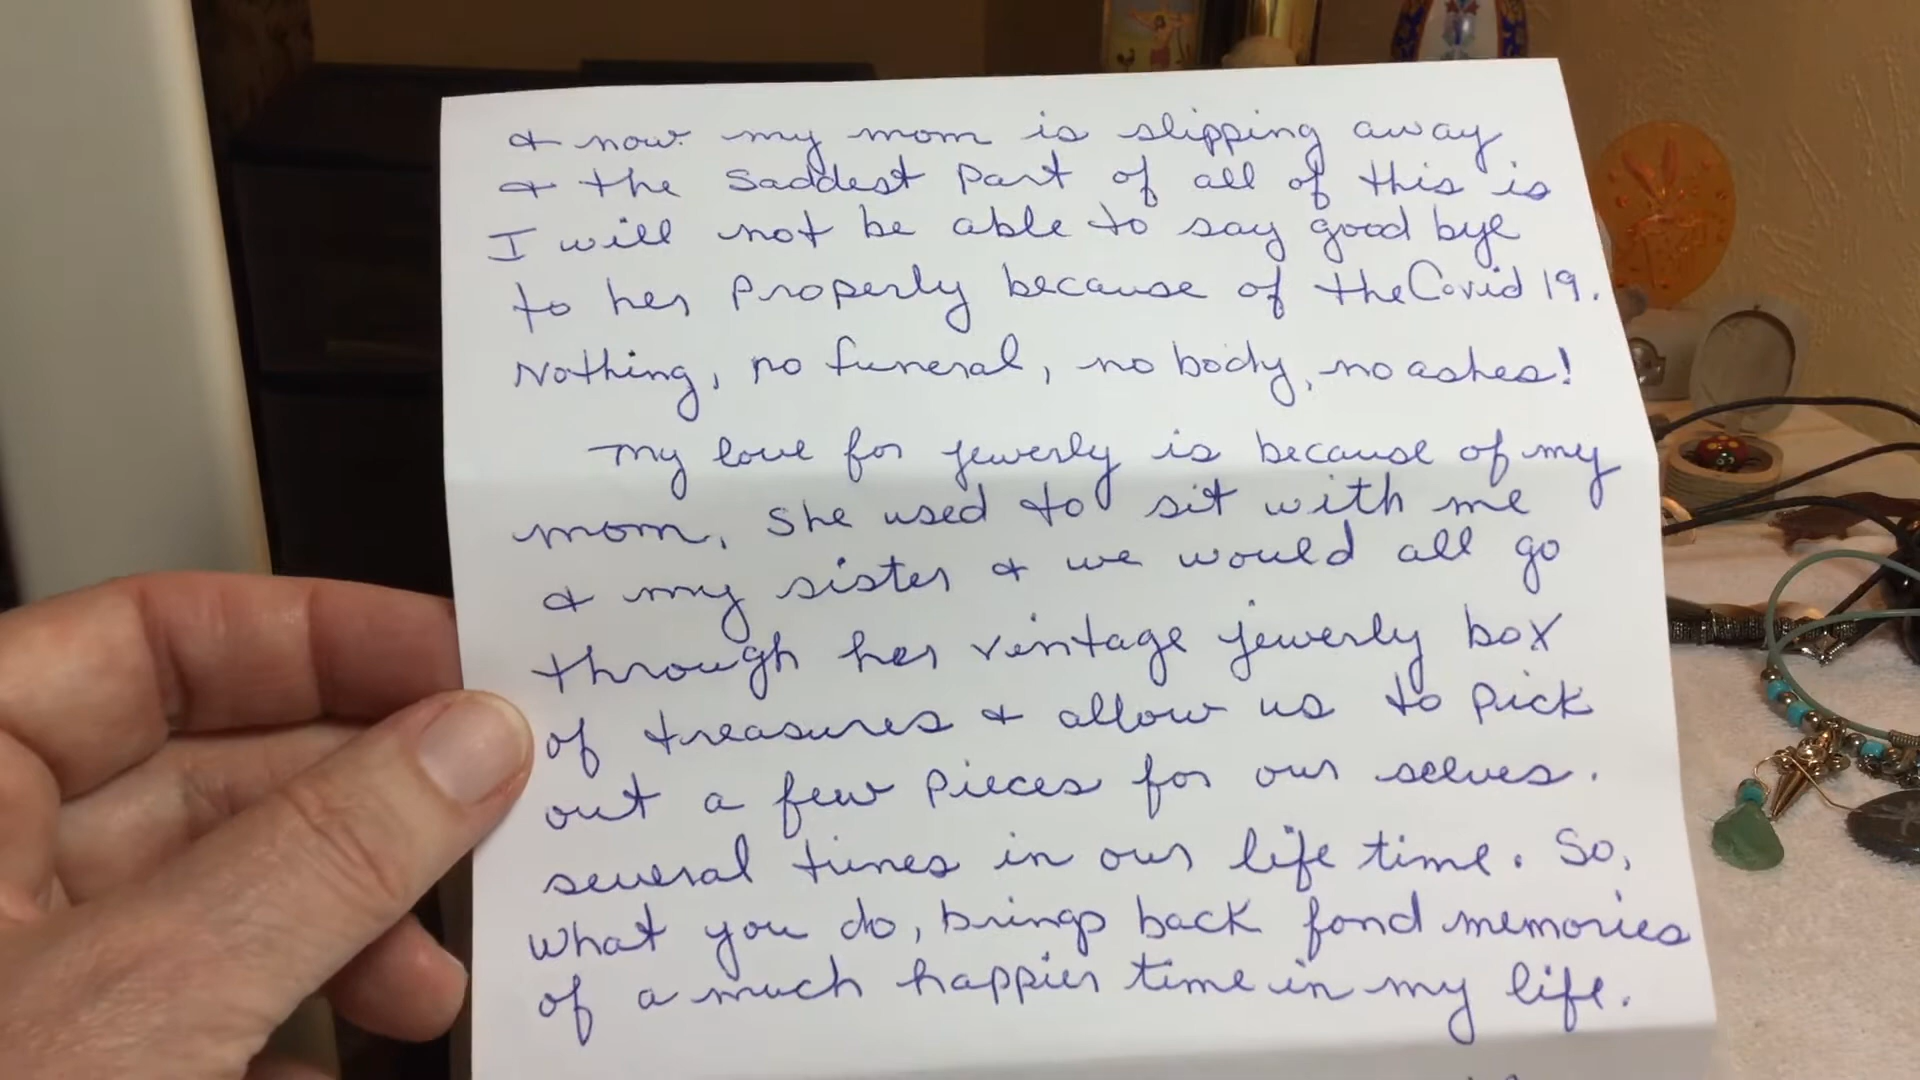 & now my mom is slipping away
& the saddest part of all of this is
I will not be able to say good bye
to her properly because of the Covid 19.
Nothing, no funeral, no body, no ashes!
My love for jewerly is because of my
mom. She used to sit with me
& my sister & we would all go
through her vintage jewerly box
of treasures & allow us to pick
out a few pieces for our selves.
several times in our life time. So,
what you do, brings back fond memories
of a much happier time in my life.